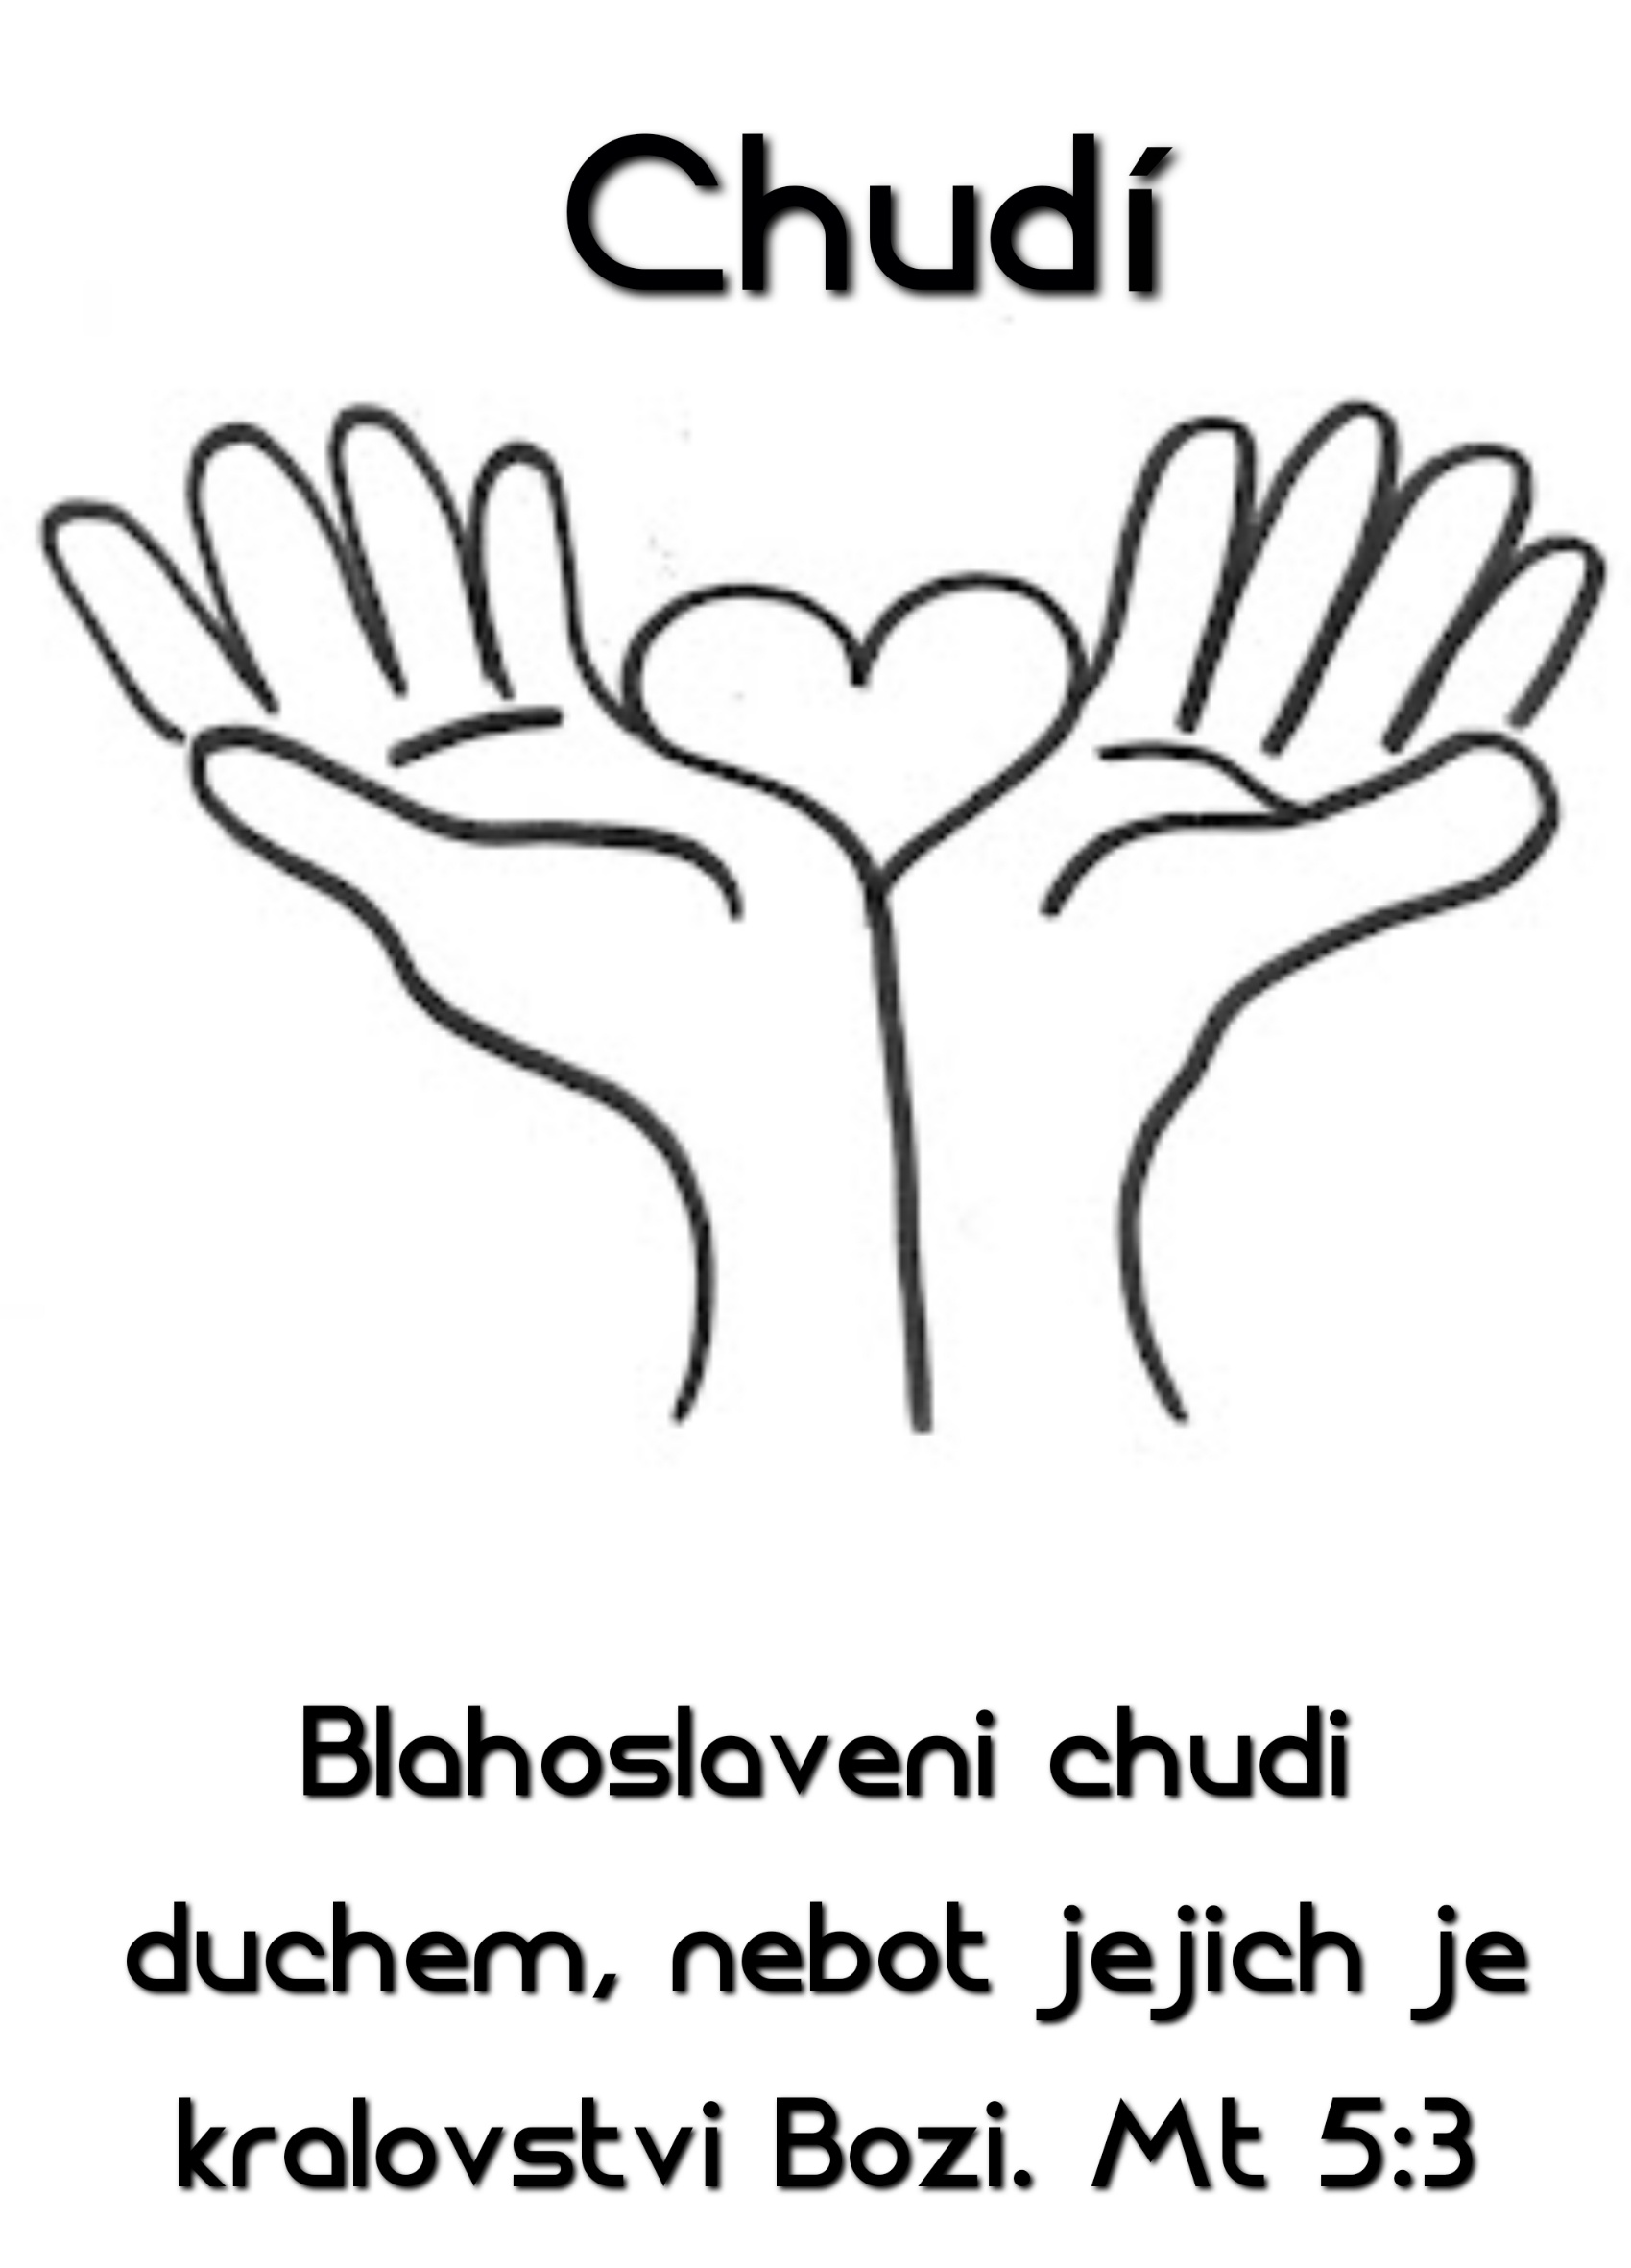 Chudí
Blahoslaveni chudi
duchem, nebot jejich je
kralovstvi Bozi. Mt 5:3